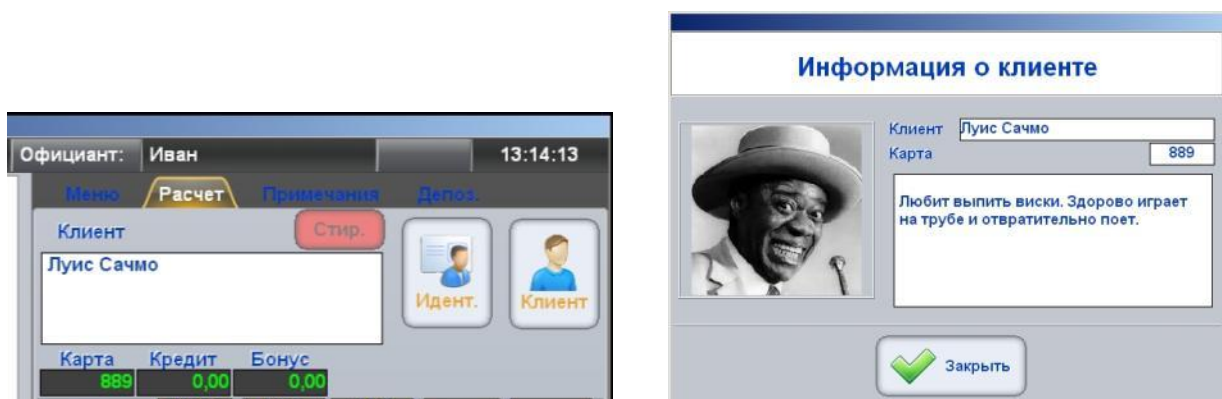 Официант: Иван 13:14:13
Меню Расчет Примечания Депоз.
Клиент Стир.
Луис Сачмо
Идент. Клиент
Карта Кредит Бонус
889 0,00 0,00
Информация о клиенте
Клиент Луис Сачмо
Карта 889
Любит выпить виски. Здорово играет
на трубе и отвратительно поет.
Закрыть